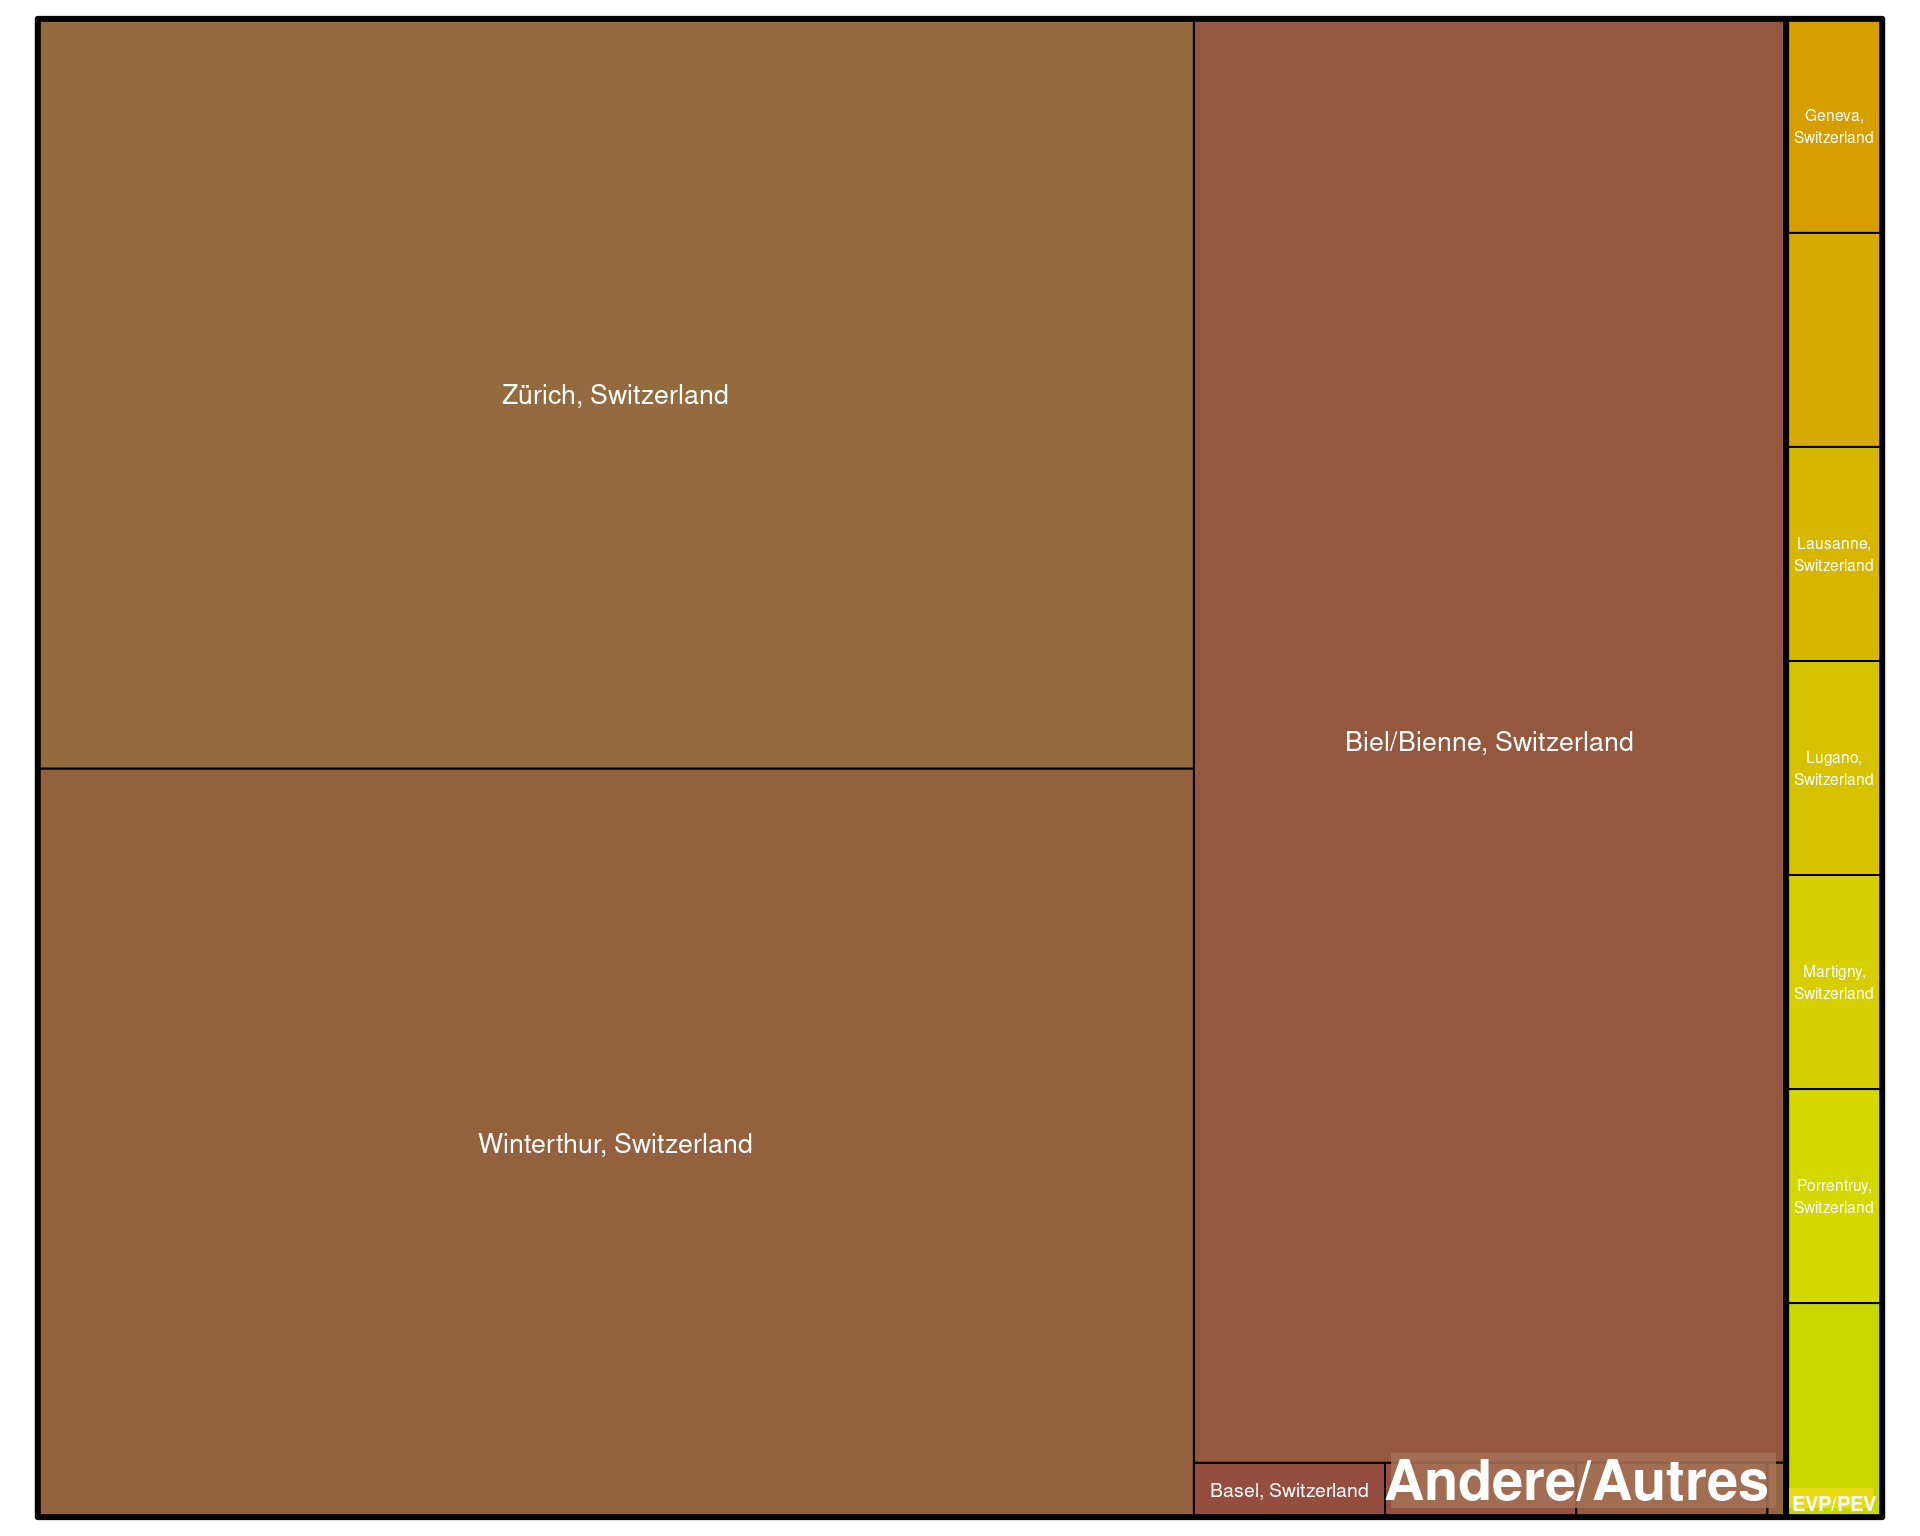 Zürich, Switzerland
Winterthur, Switzerland
Biel/Bienne, Switzerland
Basel, Switzerland
Andere/Autres
Geneva,
Switzerland
Lausanne,
Switzerland
Lugano,
Switzerland
Martigny,
Switzerland
Porrentruy,
Switzerland
EVP/PEV